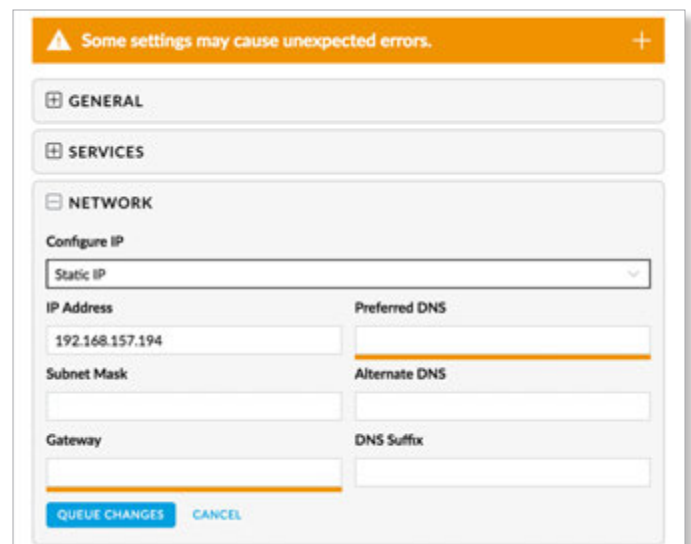 Some settings may cause unexpected errors.
GENERAL
SERVICES
NETWORK
Configure IP
Static IP
IP Address
Preferred DNS
192.168.157.194
Subnet Mask
Alternate DNS
Gateway
DNS Suffix
QUEUE CHANGES
CANCEL